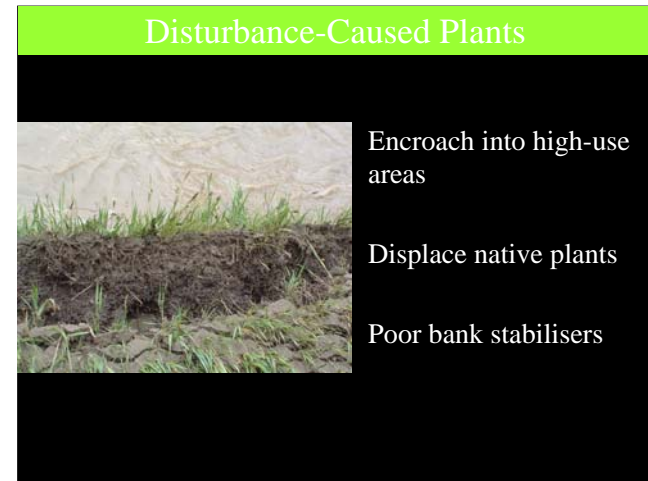 Disturbance-Caused Plants
Encroach into high-use
areas
Displace native plants
Poor bank stabilisers